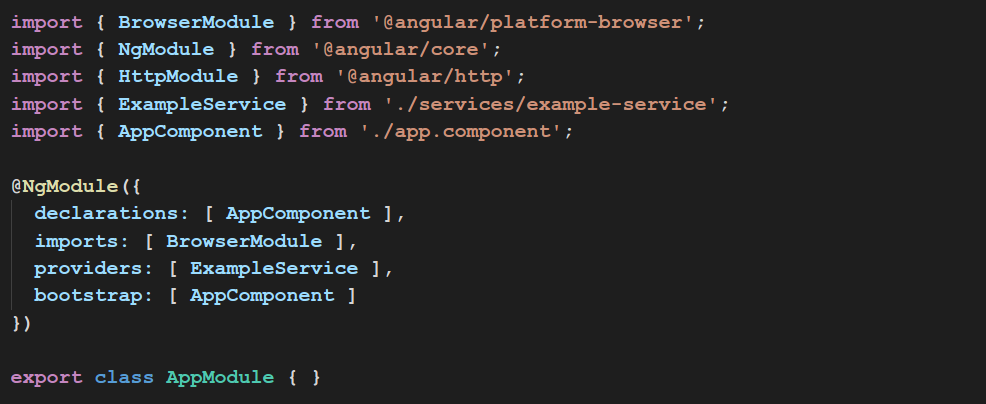 import { BrowserModule } from '@angular/platform-browser';
import { NgModule } from '@angular/core';
import { HttpModule } from '@angular/http';
import { ExampleService } from './services/example-service';
import { AppComponent } from './app.component';

@NgModule({
  declarations: [ AppComponent ],
  imports: [ BrowserModule ],
  providers: [ ExampleService ],
  bootstrap: [ AppComponent ]
})

export class AppModule { }